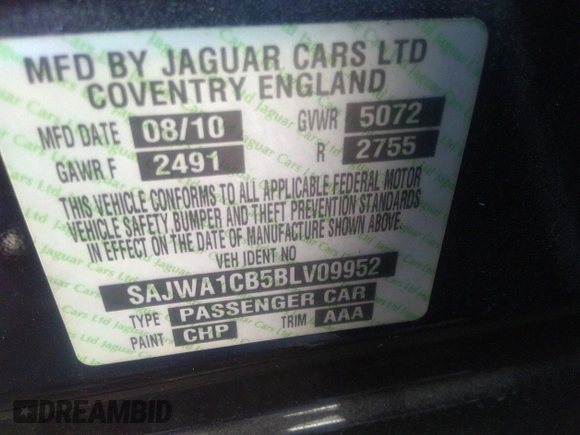 MFD BY JAGUAR CARS LTD
COVENTRY ENGLAND
MFD DATE 08/10 GVWR 5072
GAWR F 2491 R 2755
THIS VEHICLE CONFORMS TO ALL APPLICABLE FEDERAL MOTOR
VEHICLE SAFETY, BUMPER AND THEFT PREVENTION STANDARDS
IN EFFECT ON THE DATE OF MANUFACTURE SHOWN ABOVE.
VEH IDENT NO
SAJWA1CB5BLV09952
TYPE PASSENGER CAR
PAINT CHP TRIM AAA
DREAMBID